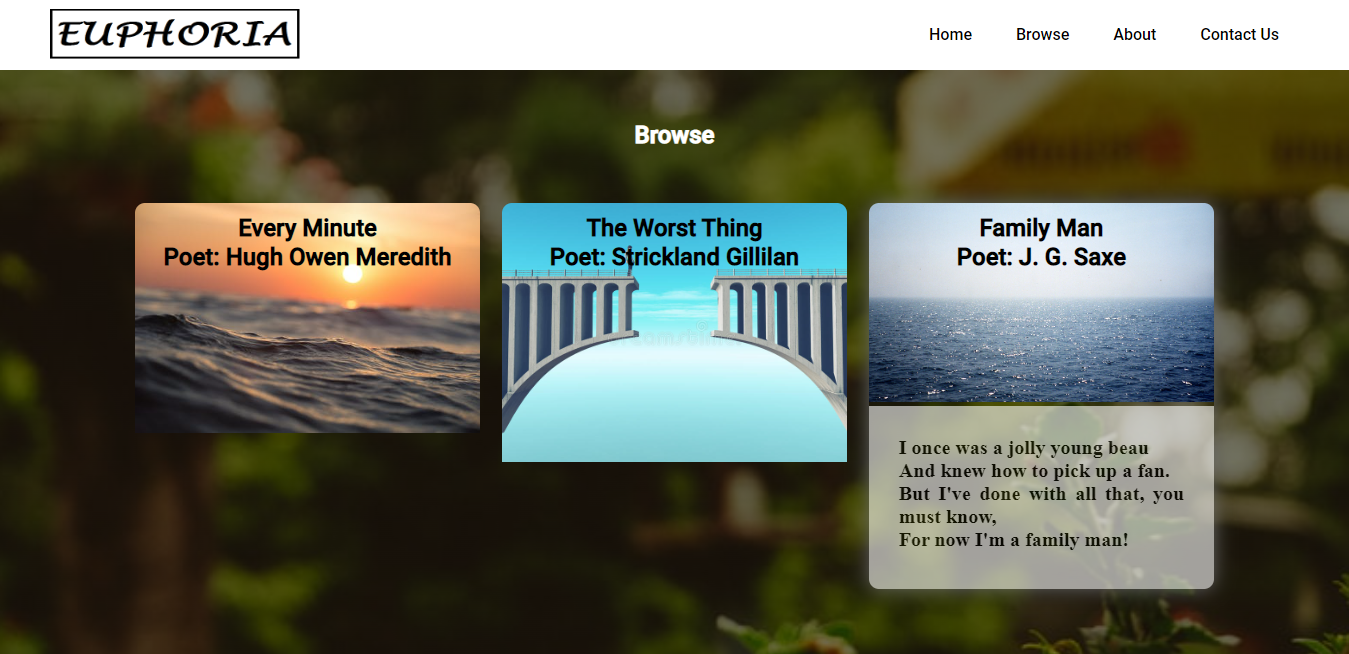 EUPHORIA
Home Browse About Contact Us
Browse
Every Minute
Poet: Hugh Owen Meredith
The Worst Thing
Poet: Strickland Gillilan
Family Man
Poet: J. G. Saxe
I once was a jolly young beau
And knew how to pick up a fan.
But I've done with all that, you
must know,
For now I'm a family man!